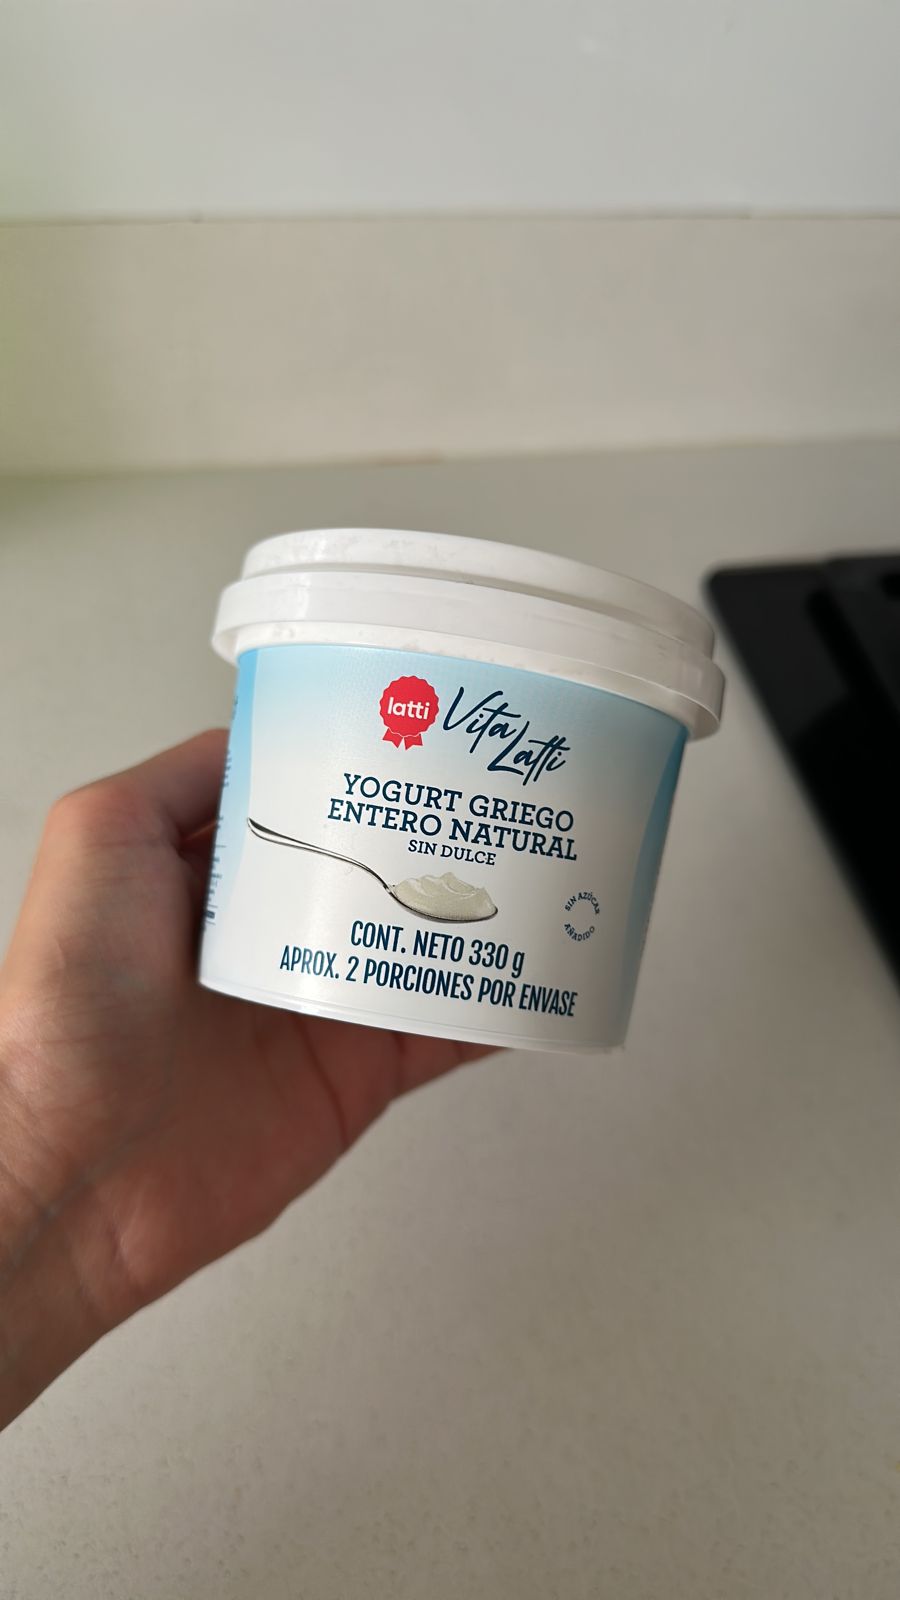 latti
Vita
Latti
YOGURT GRIEGO
ENTERO NATURAL
SIN DULCE
SIN AZÚCAR
AÑADIDO
CONT. NETO 330 g
APROX. 2 PORCIONES POR ENVASE